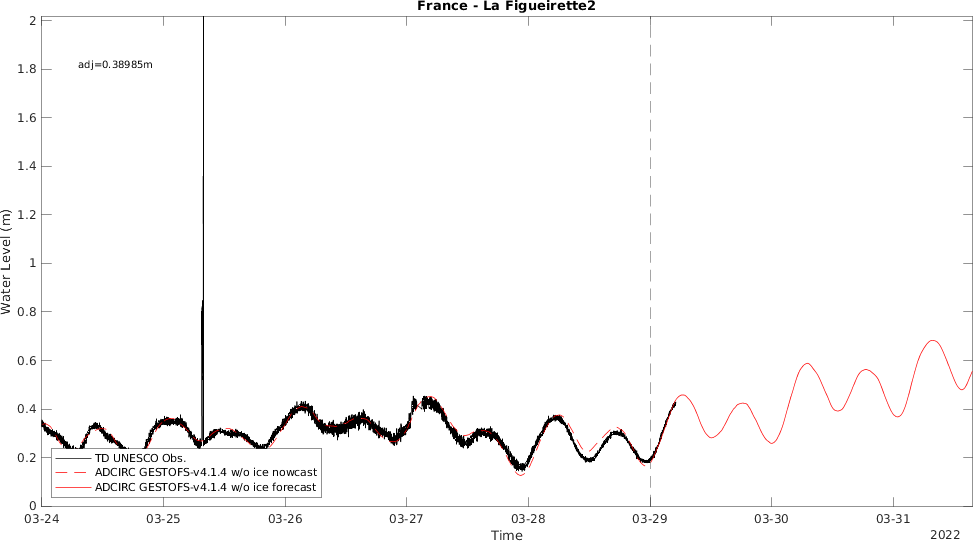 France - La Figueirette2
adj=0.38985m
Water Level (m)
2
1.8
1.6
1.4
1.2
1
0.8
0.6
0.4
0.2
0
TD UNESCO Obs.
ADCIRC GESTOFS-v4.1.4 w/o ice nowcast
ADCIRC GESTOFS-v4.1.4 w/o ice forecast
03-24 03-25 03-26 03-27 03-28 03-29 03-30 03-31
Time
2022